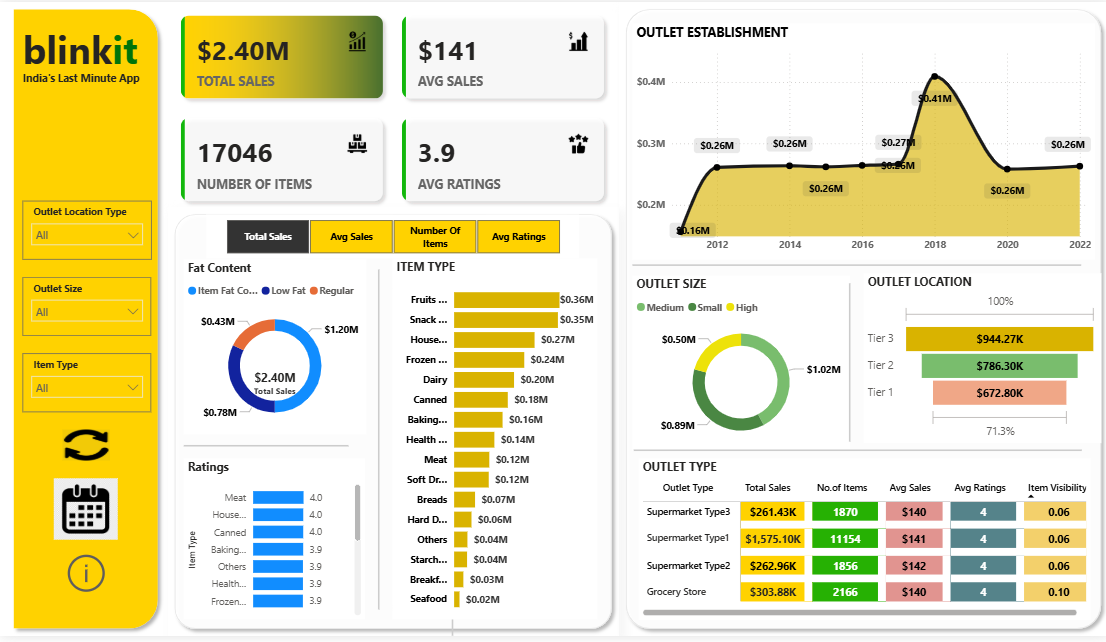 blinkit
India's Last Minute App
Outlet Location Type
All
Outlet Size
All
Item Type
All
$2.40M
TOTAL SALES
$141
AVG SALES
17046
NUMBER OF ITEMS
3.9
AVG RATINGS
Total Sales
Avg Sales
Number Of
Items
Avg Ratings
Fat Content
Item Fat Co... Low Fat Regular
$0.43M
$1.20M
$2.40M
Total Sales
$0.78M
Ratings
Item Type
Meat 4.0
House... 4.0
Canned 4.0
Baking... 3.9
Others 3.9
Health... 3.9
Frozen... 3.9
ITEM TYPE
Fruits ... $0.36M
Snack ... $0.35M
House... $0.27M
Frozen ... $0.24M
Dairy $0.20M
Canned $0.18M
Baking... $0.16M
Health ... $0.14M
Meat $0.12M
Soft Dr... $0.12M
Breads $0.07M
Hard D... $0.06M
Others $0.04M
Starch... $0.04M
Breakf... $0.03M
Seafood $0.02M
OUTLET ESTABLISHMENT
$0.4M
$0.3M
$0.2M
$0.16M
$0.26M
$0.26M
$0.26M
$0.27M
$0.26M
$0.41M
$0.26M
$0.26M
2012 2014 2016 2018 2020 2022
OUTLET SIZE
Medium Small High
$0.50M
$1.02M
$0.89M
OUTLET LOCATION
100%
Tier 3 $944.27K
Tier 2 $786.30K
Tier 1 $672.80K
71.3%
OUTLET TYPE
Outlet Type Total Sales No.of Items Avg Sales Avg Ratings Item Visibility
Supermarket Type3 $261.43K 1870 $140 4 0.06
Supermarket Type1 $1,575.10K 11154 $141 4 0.06
Supermarket Type2 $262.96K 1856 $142 4 0.06
Grocery Store $303.88K 2166 $140 4 0.10